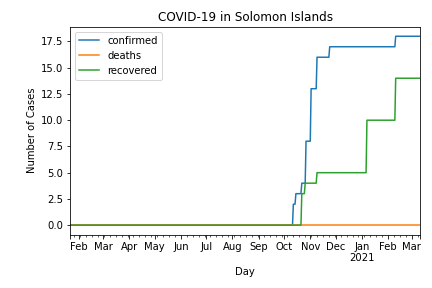 COVID-19 in Solomon Islands
confirmed
deaths
recovered
Number of Cases
17.5
15.0
12.5
10.0
7.5
5.0
2.5
0.0
Feb Mar Apr May Jun Jul Aug Sep Oct Nov Dec Jan Feb Mar
2021
Day